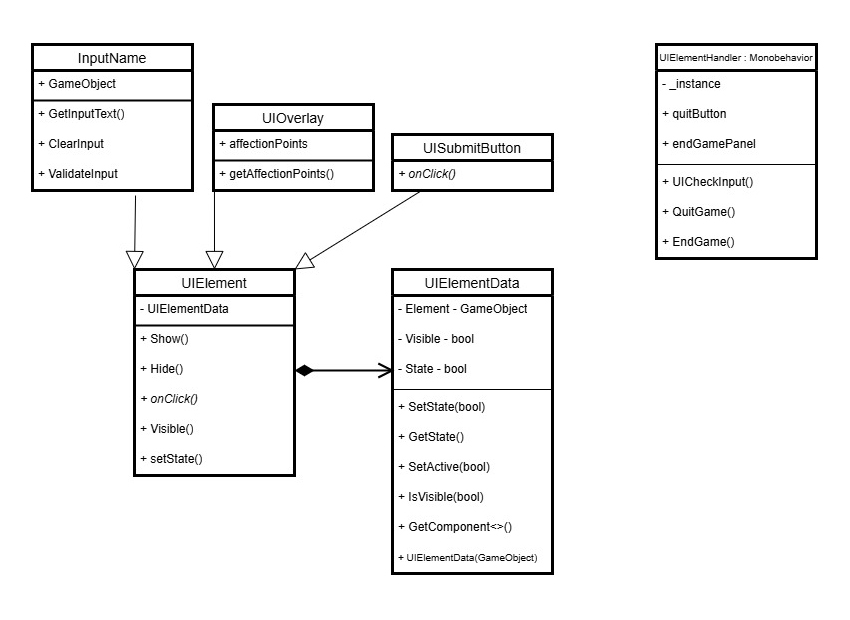 InputName
+ GameObject
+ GetInputText()
+ ClearInput
+ ValidateInput
UIOverlay
+ affectionPoints
+ getAffectionPoints()
UISubmitButton
+ onClick()
UIElementHandler : Monobehavior
- _instance
+ quitButton
+ endGamePanel
+ UICheckInput()
+ QuitGame()
+ EndGame()
UIElement
- UIElementData
+ Show()
+ Hide()
+ onClick()
+ Visible()
+ setState()
UIElementData
- Element - GameObject
- Visible - bool
- State - bool
+ SetState(bool)
+ GetState()
+ SetActive(bool)
+ IsVisible(bool)
+ GetComponent<>()
+ UIElementData(GameObject)